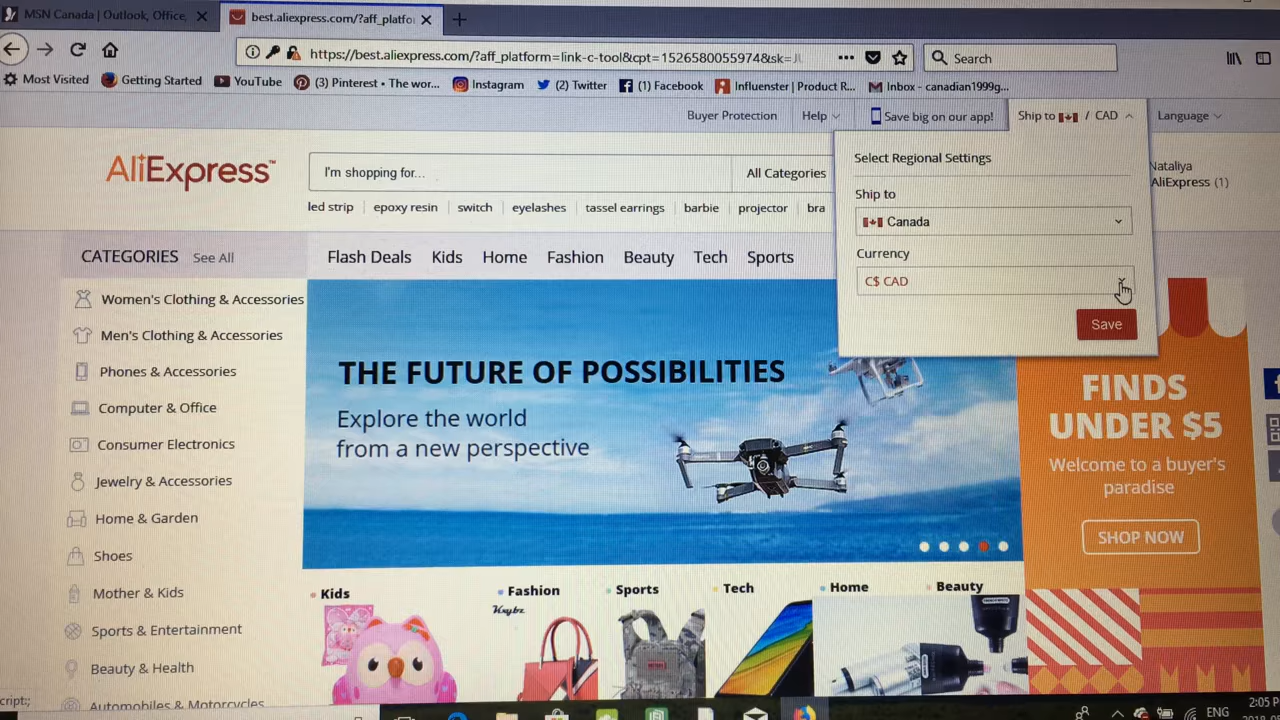 MSN Canada | Outlook, Office,
best.aliexpress.com/?aff_platfo
https://best.aliexpress.com/?aff_platform=link-c-tool&cpt=1526580055974&sk=
Search
Most Visited
Getting Started
YouTube
(3) Pinterest • The wor...
Instagram
(2) Twitter
(1) Facebook
Influenster | Product R...
Inbox - canadian1999g...
Buyer Protection
Help
Save big on our app!
Ship to / CAD
Language
AliExpress™
I'm shopping for...
All Categories
led strip
epoxy resin
switch
eyelashes
tassel earrings
barbie
projector
bra
Select Regional Settings
Ship to
Canada
Currency
C$ CAD
Save
Nataliya
AliExpress (1)
CATEGORIES See All
Flash Deals
Kids
Home
Fashion
Beauty
Tech
Sports
Women's Clothing & Accessories
Men's Clothing & Accessories
Phones & Accessories
Computer & Office
Consumer Electronics
Jewelry & Accessories
Home & Garden
Shoes
Mother & Kids
Sports & Entertainment
Beauty & Health
Automobiles & Motorcycles
THE FUTURE OF POSSIBILITIES
Explore the world
from a new perspective
FINDS
UNDER $5
Welcome to a buyer's
paradise
SHOP NOW
Kids
Fashion
Sports
Tech
Home
Beauty
script:;
ENG
2:05 P